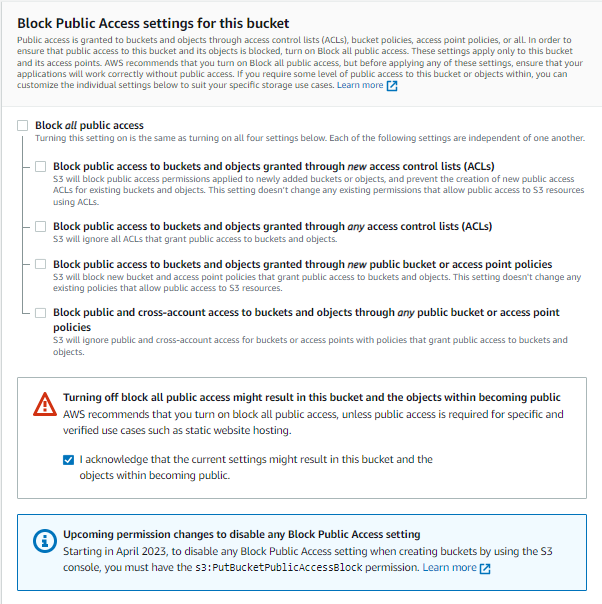 Block Public Access settings for this bucket
Public access is granted to buckets and objects through access control lists (ACLs), bucket policies, access point policies, or all. In order to
ensure that public access to this bucket and its objects is blocked, turn on Block all public access. These settings apply only to this bucket
and its access points. AWS recommends that you turn on Block all public access, but before applying any of these settings, ensure that your
applications will work correctly without public access. If you require some level of public access to this bucket or objects within, you can
customize the individual settings below to suit your specific storage use cases. Learn more
Block all public access
Turning this setting on is the same as turning on all four settings below. Each of the following settings are independent of one another.
Block public access to buckets and objects granted through new access control lists (ACLs)
S3 will block public access permissions applied to newly added buckets or objects, and prevent the creation of new public access
ACLs for existing buckets and objects. This setting doesn't change any existing permissions that allow public access to S3 resources
using ACLs.
Block public access to buckets and objects granted through any access control lists (ACLs)
S3 will ignore all ACLs that grant public access to buckets and objects.
Block public access to buckets and objects granted through new public bucket or access point policies
S3 will block new bucket and access point policies that grant public access to buckets and objects. This setting doesn't change any
existing policies that allow public access to S3 resources.
Block public and cross-account access to buckets and objects through any public bucket or access point
policies
S3 will ignore public and cross-account access for buckets or access points with policies that grant public access to buckets and
objects.
Turning off block all public access might result in this bucket and the objects within becoming public
AWS recommends that you turn on block all public access, unless public access is required for specific and
verified use cases such as static website hosting.
I acknowledge that the current settings might result in this bucket and the
objects within becoming public.
Upcoming permission changes to disable any Block Public Access setting
Starting in April 2023, to disable any Block Public Access setting when creating buckets by using the S3
console, you must have the s3:PutBucketPublicAccessBlock permission. Learn more